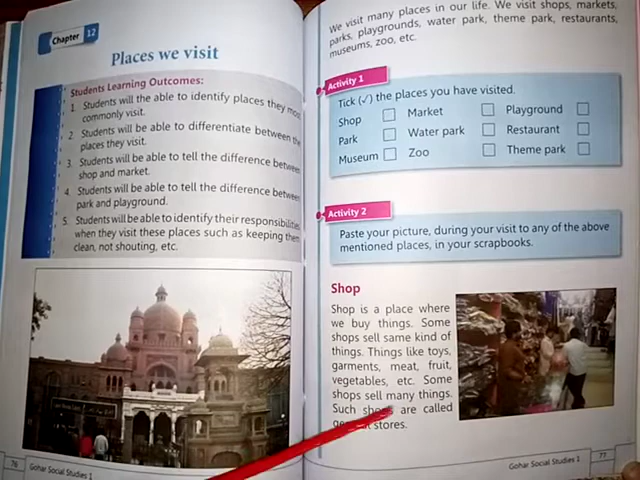 Chapter 12
Places we visit
Students Learning Outcomes:
1 Students will the able to identify places they most
commonly visit.
2 Students will be able to differentiate between the
places they visit.
3. Students will be able to tell the difference between
shop and market.
4 Students will be able to tell the difference between
park and playground.
5. Students will be able to identify their responsibilities
when they visit these places such as keeping them
clean, not shouting, etc.
76 Gohar Social Studies 1
We visit many places in our life. We visit shops, markets,
parks, playgrounds, water park, theme park, restaurants,
museums, zoo, etc.
Activity 1
Tick (✓) the places you have visited.
Shop Market Playground
Park Water park Restaurant
Museum Zoo Theme park
Activity 2
Paste your picture, during your visit to any of the above
mentioned places, in your scrapbooks.
Shop
Shop is a place where
we buy things. Some
shops sell same kind of
things. Things like toys,
garments, meat, fruit,
vegetables, etc. Some
shops sell many things.
Such shops are called
general stores.
Gohar Social Studies 1 77